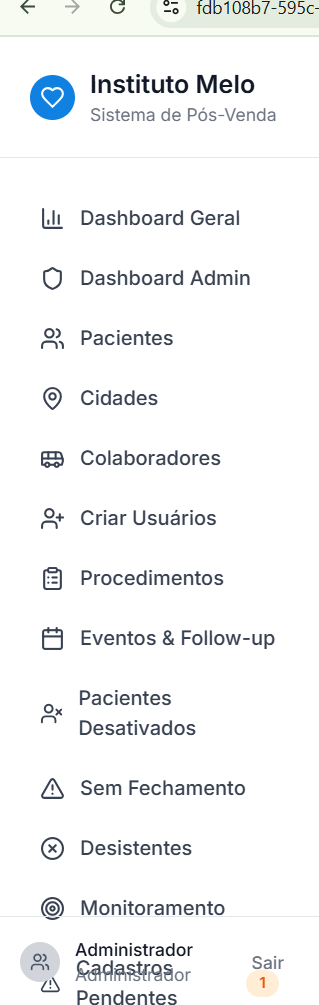 fdb108b7-595c-
Instituto Melo
Sistema de Pós-Venda
Dashboard Geral
Dashboard Admin
Pacientes
Cidades
Colaboradores
Criar Usuários
Procedimentos
Eventos & Follow-up
Pacientes
Desativados
Sem Fechamento
Desistentes
Monitoramento
Administrador
Sair
Cadastros
Administrador
1
Pendentes